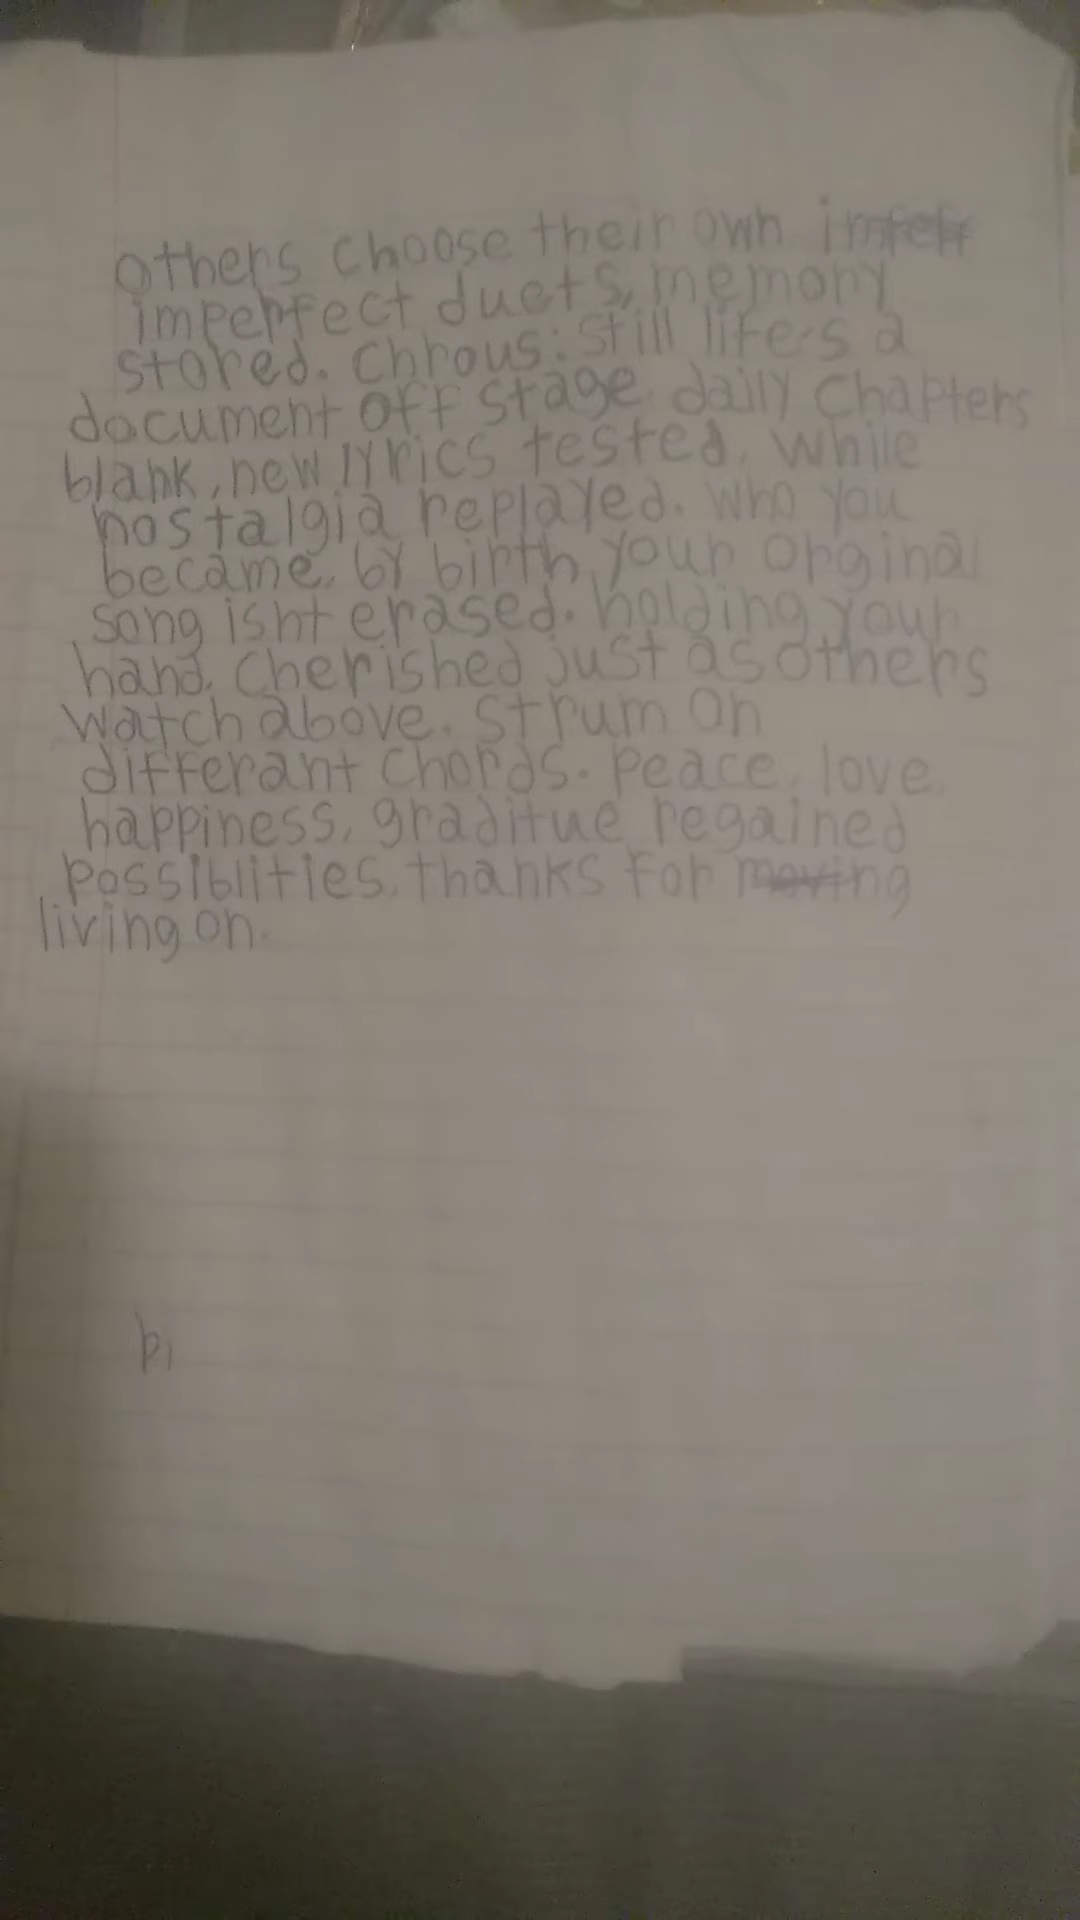 others choose their own
imperfect duets, memory
stored. Chrous: Still life's a
document off stage. daily Chapters
blank, new lyrics tested. While
nostalgia replayed. Who you
became. by birth, your orginal
song isnt erased. holding your
hand. Cherished just as others
Watch above. Strum on
differant Chords. peace, love,
happiness, graditue regained
possiblities, thanks for
living on.